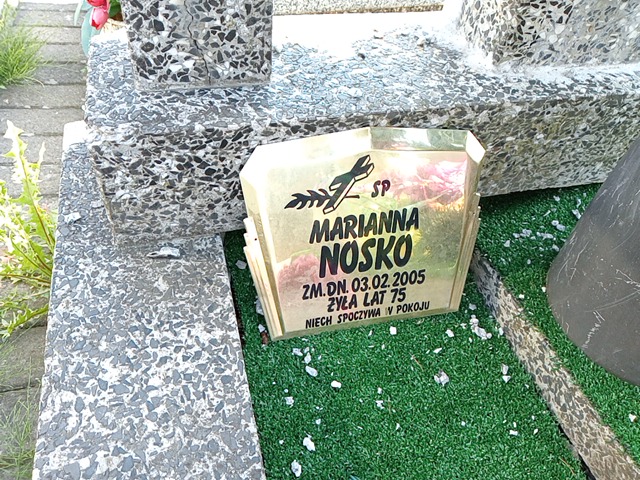 SP
MARIANNA
NOSKO
ZM.DN. 03.02.2005
ŻYŁA LAT 75
NIECH SPOCZYWA W POKOJU